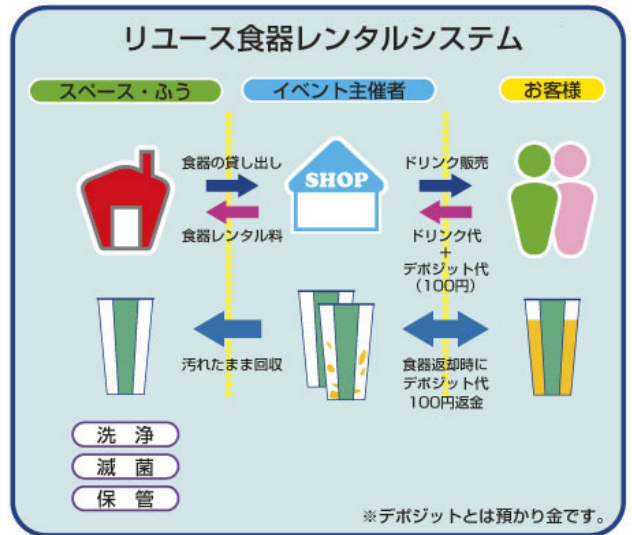 リユース食器レンタルシステム
スペース・ふう
イベント主催者
お客様
食器の貸し出し
SHOP
ドリンク販売
食器レンタル料
ドリンク代
+
デポジット代
（100円）
汚れたまま回収
食器返却時に
デポジット代
100円返金
洗 浄
滅 菌
保 管
※デポジットとは預かり金です。